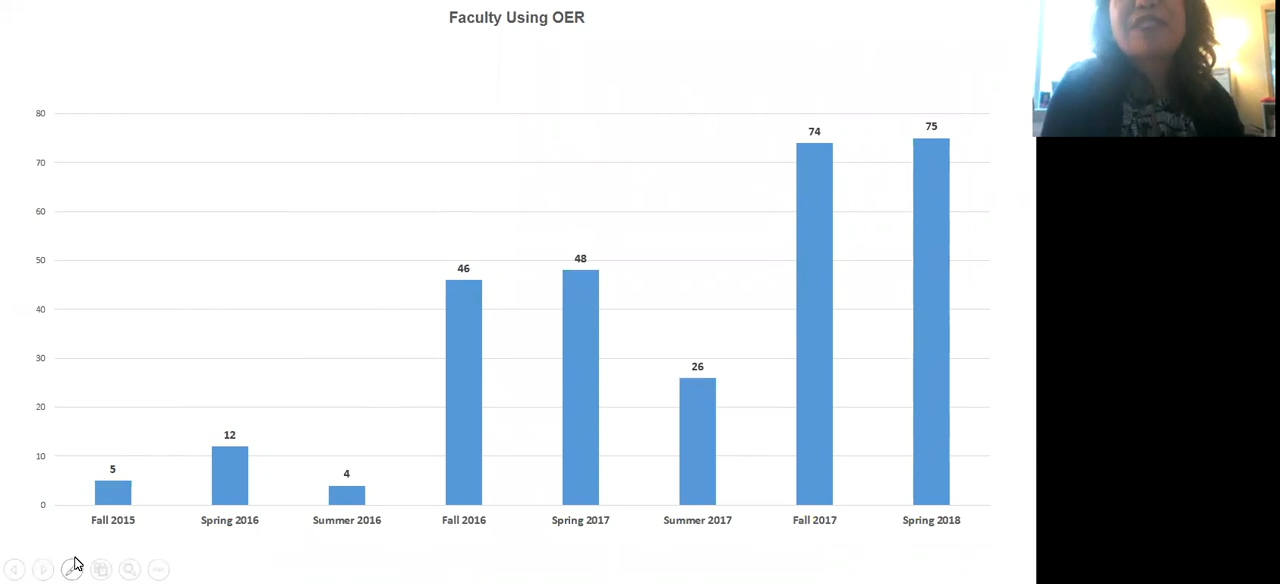 Faculty Using OER
80
70
60
50
40
30
20
10
0
5
12
4
46
48
26
74
75
Fall 2015
Spring 2016
Summer 2016
Fall 2016
Spring 2017
Summer 2017
Fall 2017
Spring 2018